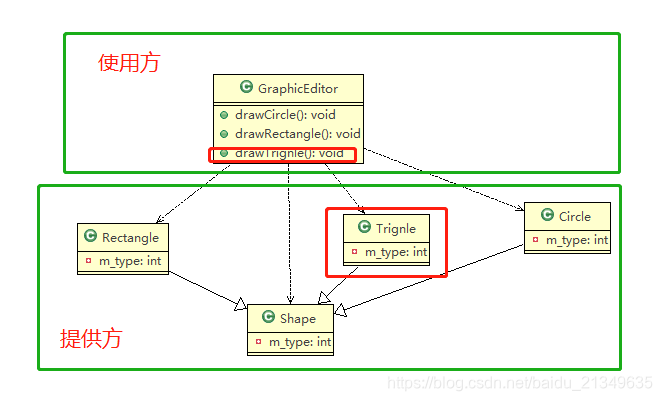 使用方
C GraphicEditor
drawCircle(): void
drawRectangle(): void
drawTrignle(): void
C Rectangle
m_type: int
C Trignle
m_type: int
C Circle
m_type: int
C Shape
m_type: int
提供方
https://blog.csdn.net/baidu_21349635